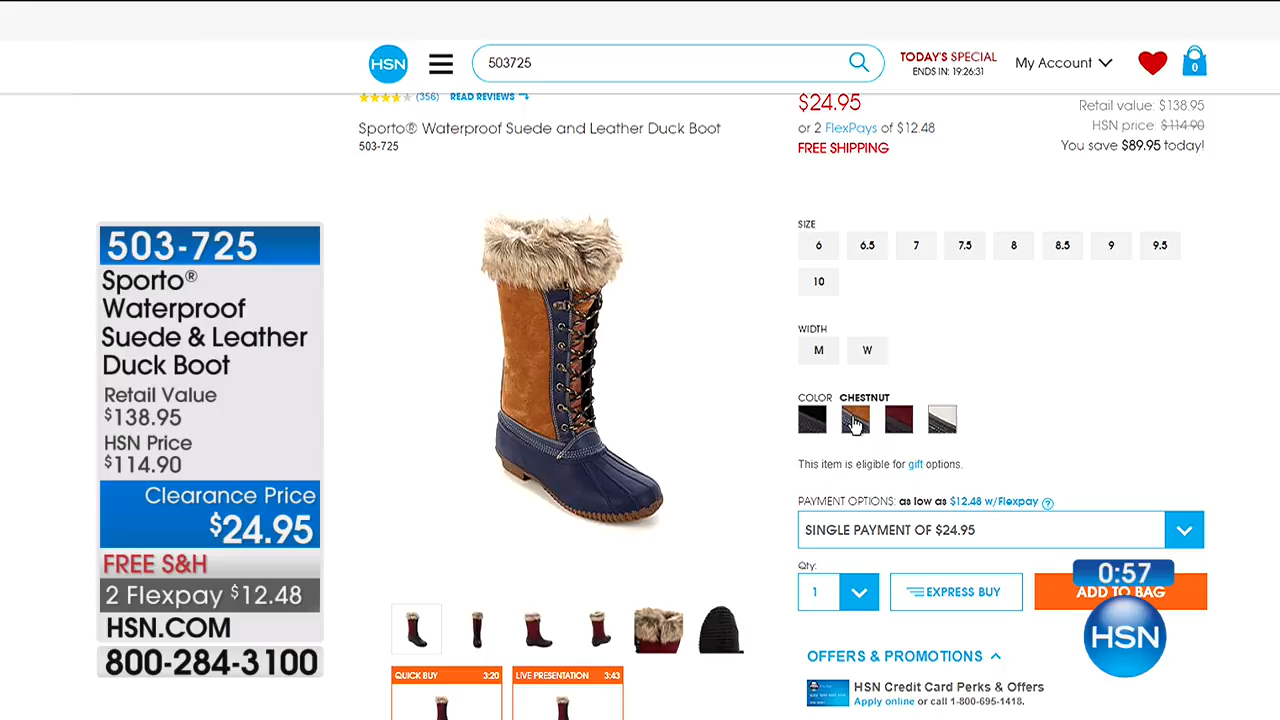 HSN
503725
TODAY'S SPECIAL
ENDS IN: 19:26:31
My Account
0
(356) READ REVIEWS
Sporto® Waterproof Suede and Leather Duck Boot
503-725
$24.95
or 2 FlexPays of $12.48
FREE SHIPPING
Retail value: $138.95
HSN price: $114.90
You save $89.95 today!
503-725
Sporto®
Waterproof
Suede & Leather
Duck Boot
Retail Value
$138.95
HSN Price
$114.90
Clearance Price
$24.95
FREE S&H
2 Flexpay $12.48
HSN.COM
800-284-3100
SIZE
6 6.5 7 7.5 8 8.5 9 9.5
10
WIDTH
M W
COLOR CHESTNUT
This item is eligible for gift options.
PAYMENT OPTIONS: as low as $12.48 w/Flexpay ?
SINGLE PAYMENT OF $24.95
Qty:
1
EXPRESS BUY
0:57
ADD TO BAG
HSN
OFFERS & PROMOTIONS
HSN Credit Card Perks & Offers
Apply online or call 1-800-695-1418.
QUICK BUY 3:20
LIVE PRESENTATION 3:43